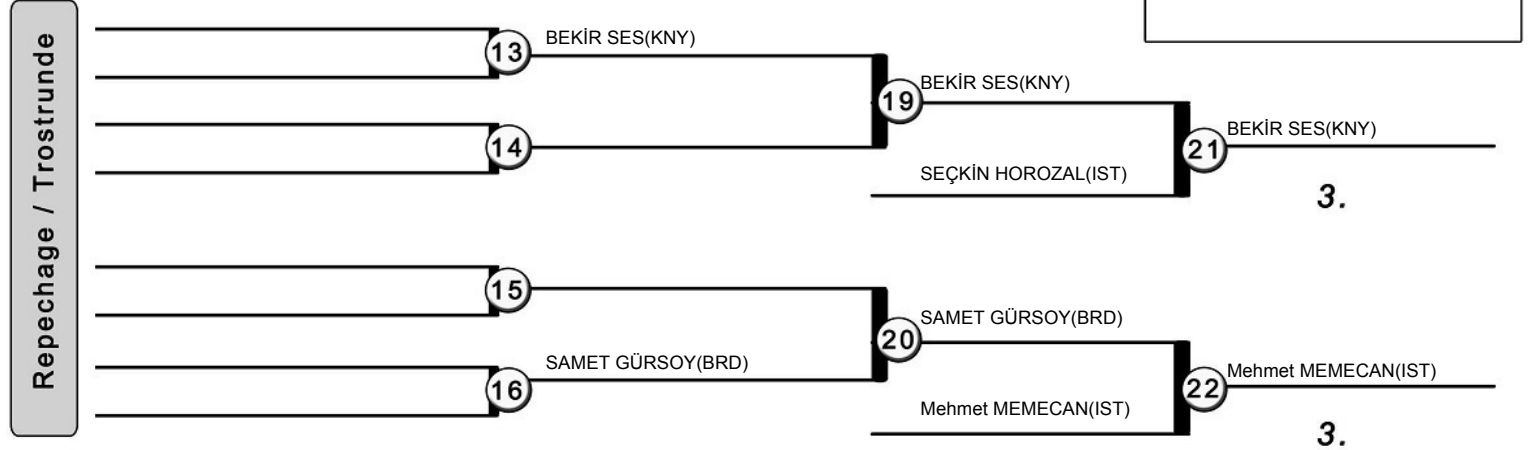 Repechage / Trostrunde
13
BEKİR SES(KNY)
14
19
BEKİR SES(KNY)
SEÇKİN HOROZAL(IST)
21
BEKİR SES(KNY)
3.
15
16
SAMET GÜRSOY(BRD)
20
SAMET GÜRSOY(BRD)
Mehmet MEMECAN(IST)
22
Mehmet MEMECAN(IST)
3.